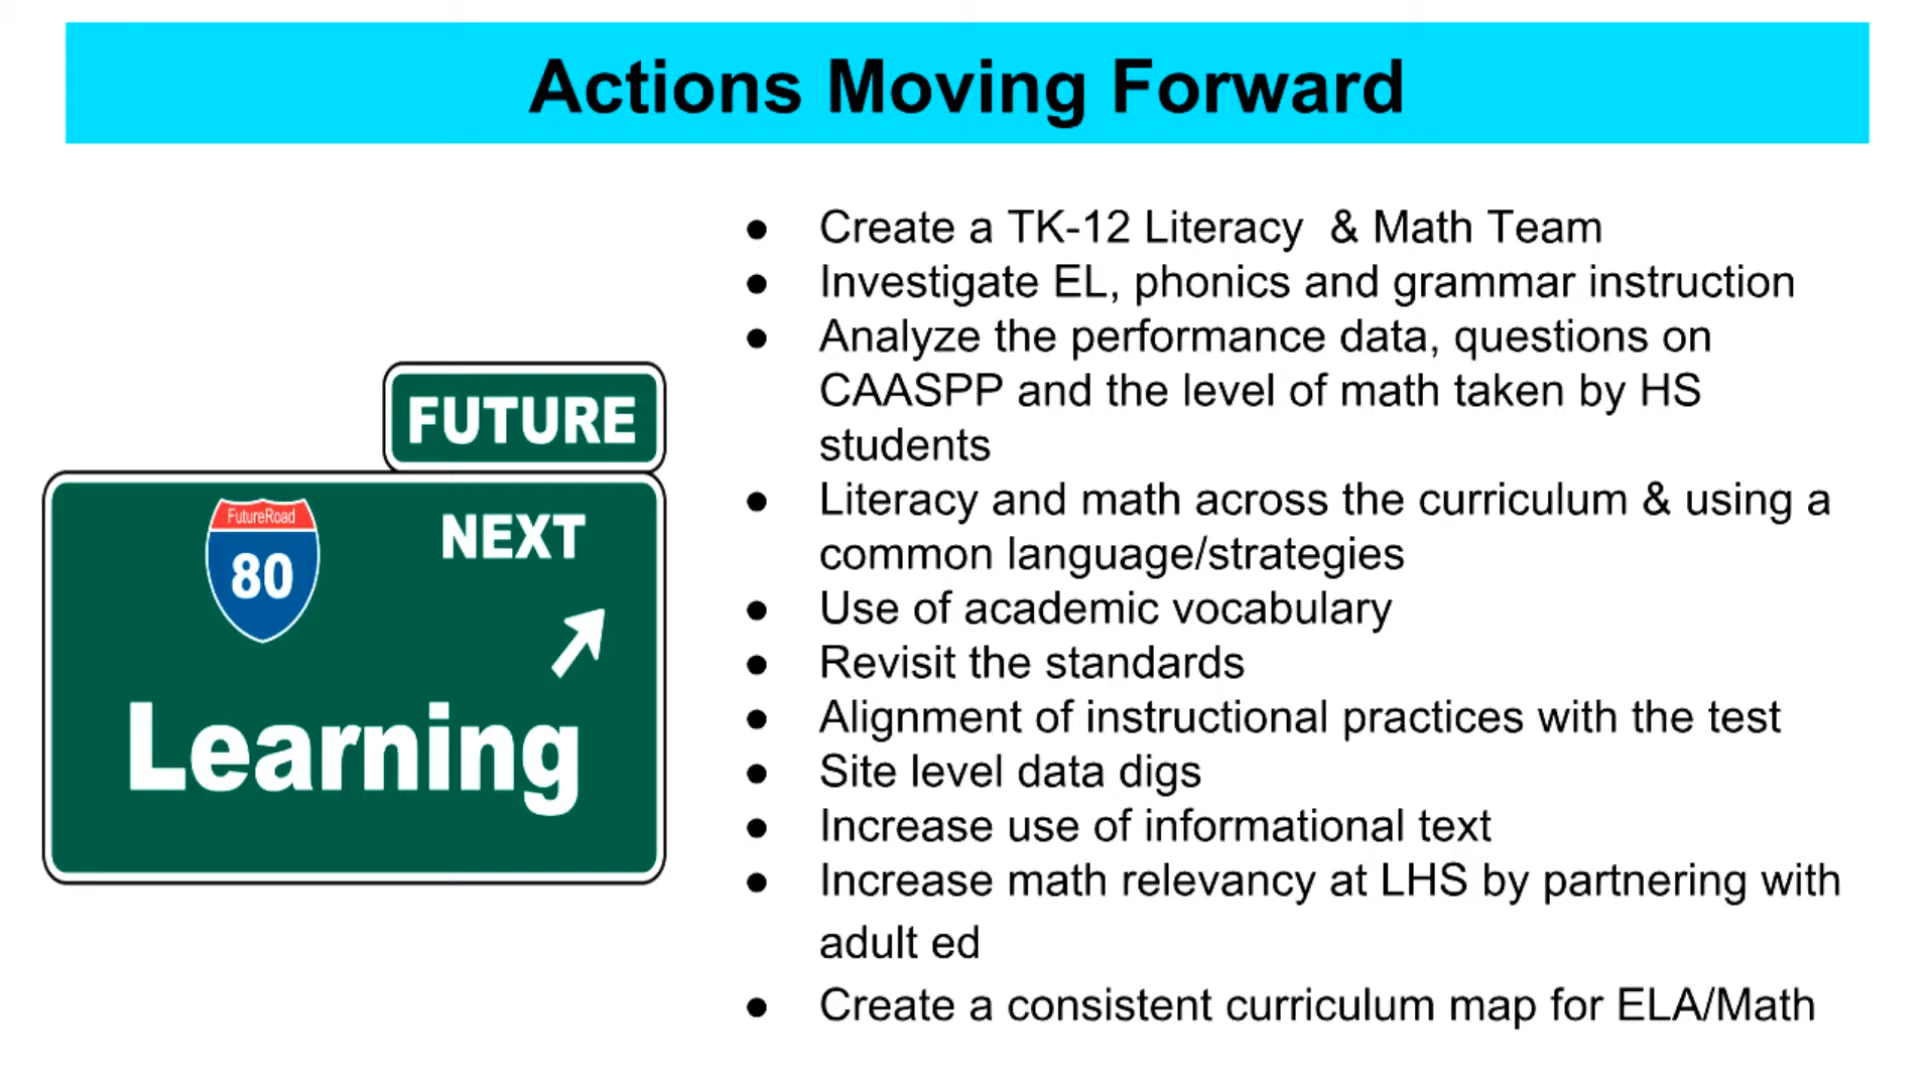 Actions Moving Forward
FUTURE
FutureRoad
80
NEXT
Learning
● Create a TK-12 Literacy & Math Team
● Investigate EL, phonics and grammar instruction
● Analyze the performance data, questions on
CAASPP and the level of math taken by HS
students
● Literacy and math across the curriculum & using a
common language/strategies
● Use of academic vocabulary
● Revisit the standards
● Alignment of instructional practices with the test
● Site level data digs
● Increase use of informational text
● Increase math relevancy at LHS by partnering with
adult ed
● Create a consistent curriculum map for ELA/Math